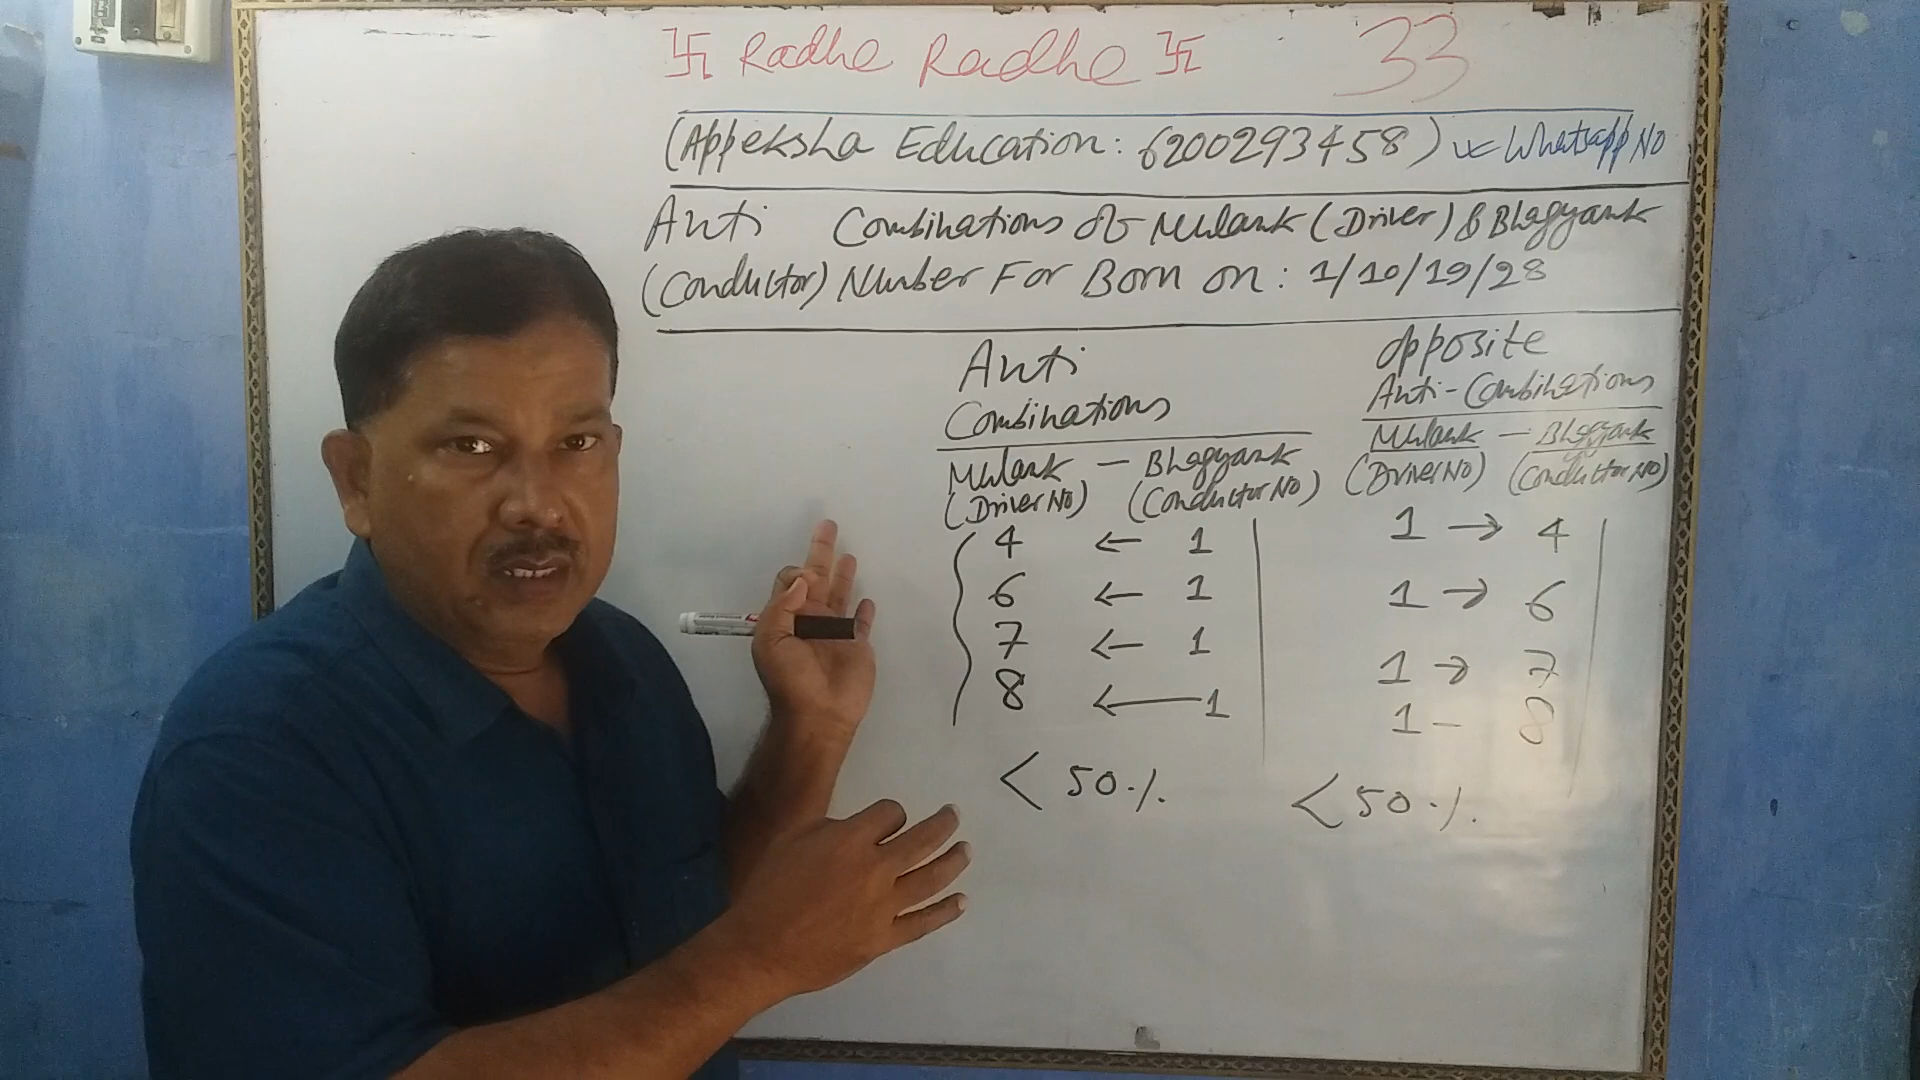 卐 Radhe Radhe 卐 33
(Appeksha Education: 6200293458) ← Whatsapp No
Anti Combinations of Mulank (Driver) & Bhagyank
(Conductor) Number For Born on: 1/10/19/28
Anti
Combinations
Mulank — Bhagyank
(Driver No) (Conductor No)
4 ← 1
6 ← 1
7 ← 1
8 ← 1
< 50%
Opposite
Anti-Combinations
Mulank — Bhagyank
(Driver No) (Conductor No)
1 → 4
1 → 6
1 → 7
1 — 8
< 50%